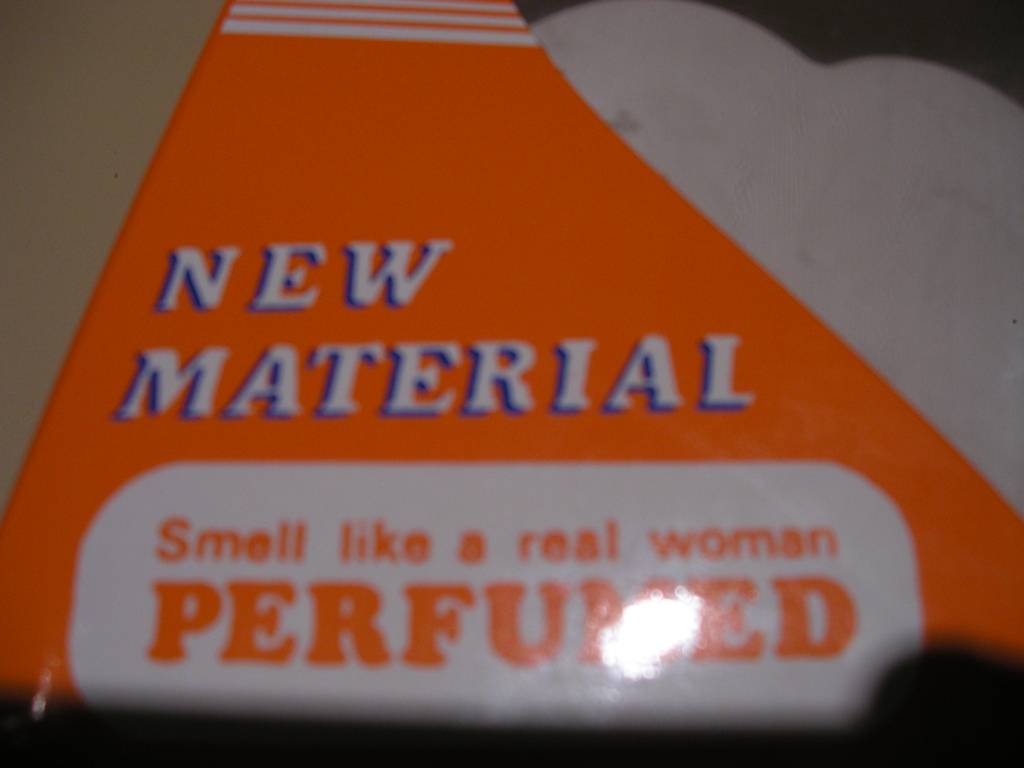 NEW
MATERIAL
Smell like a real woman
PERFUMED